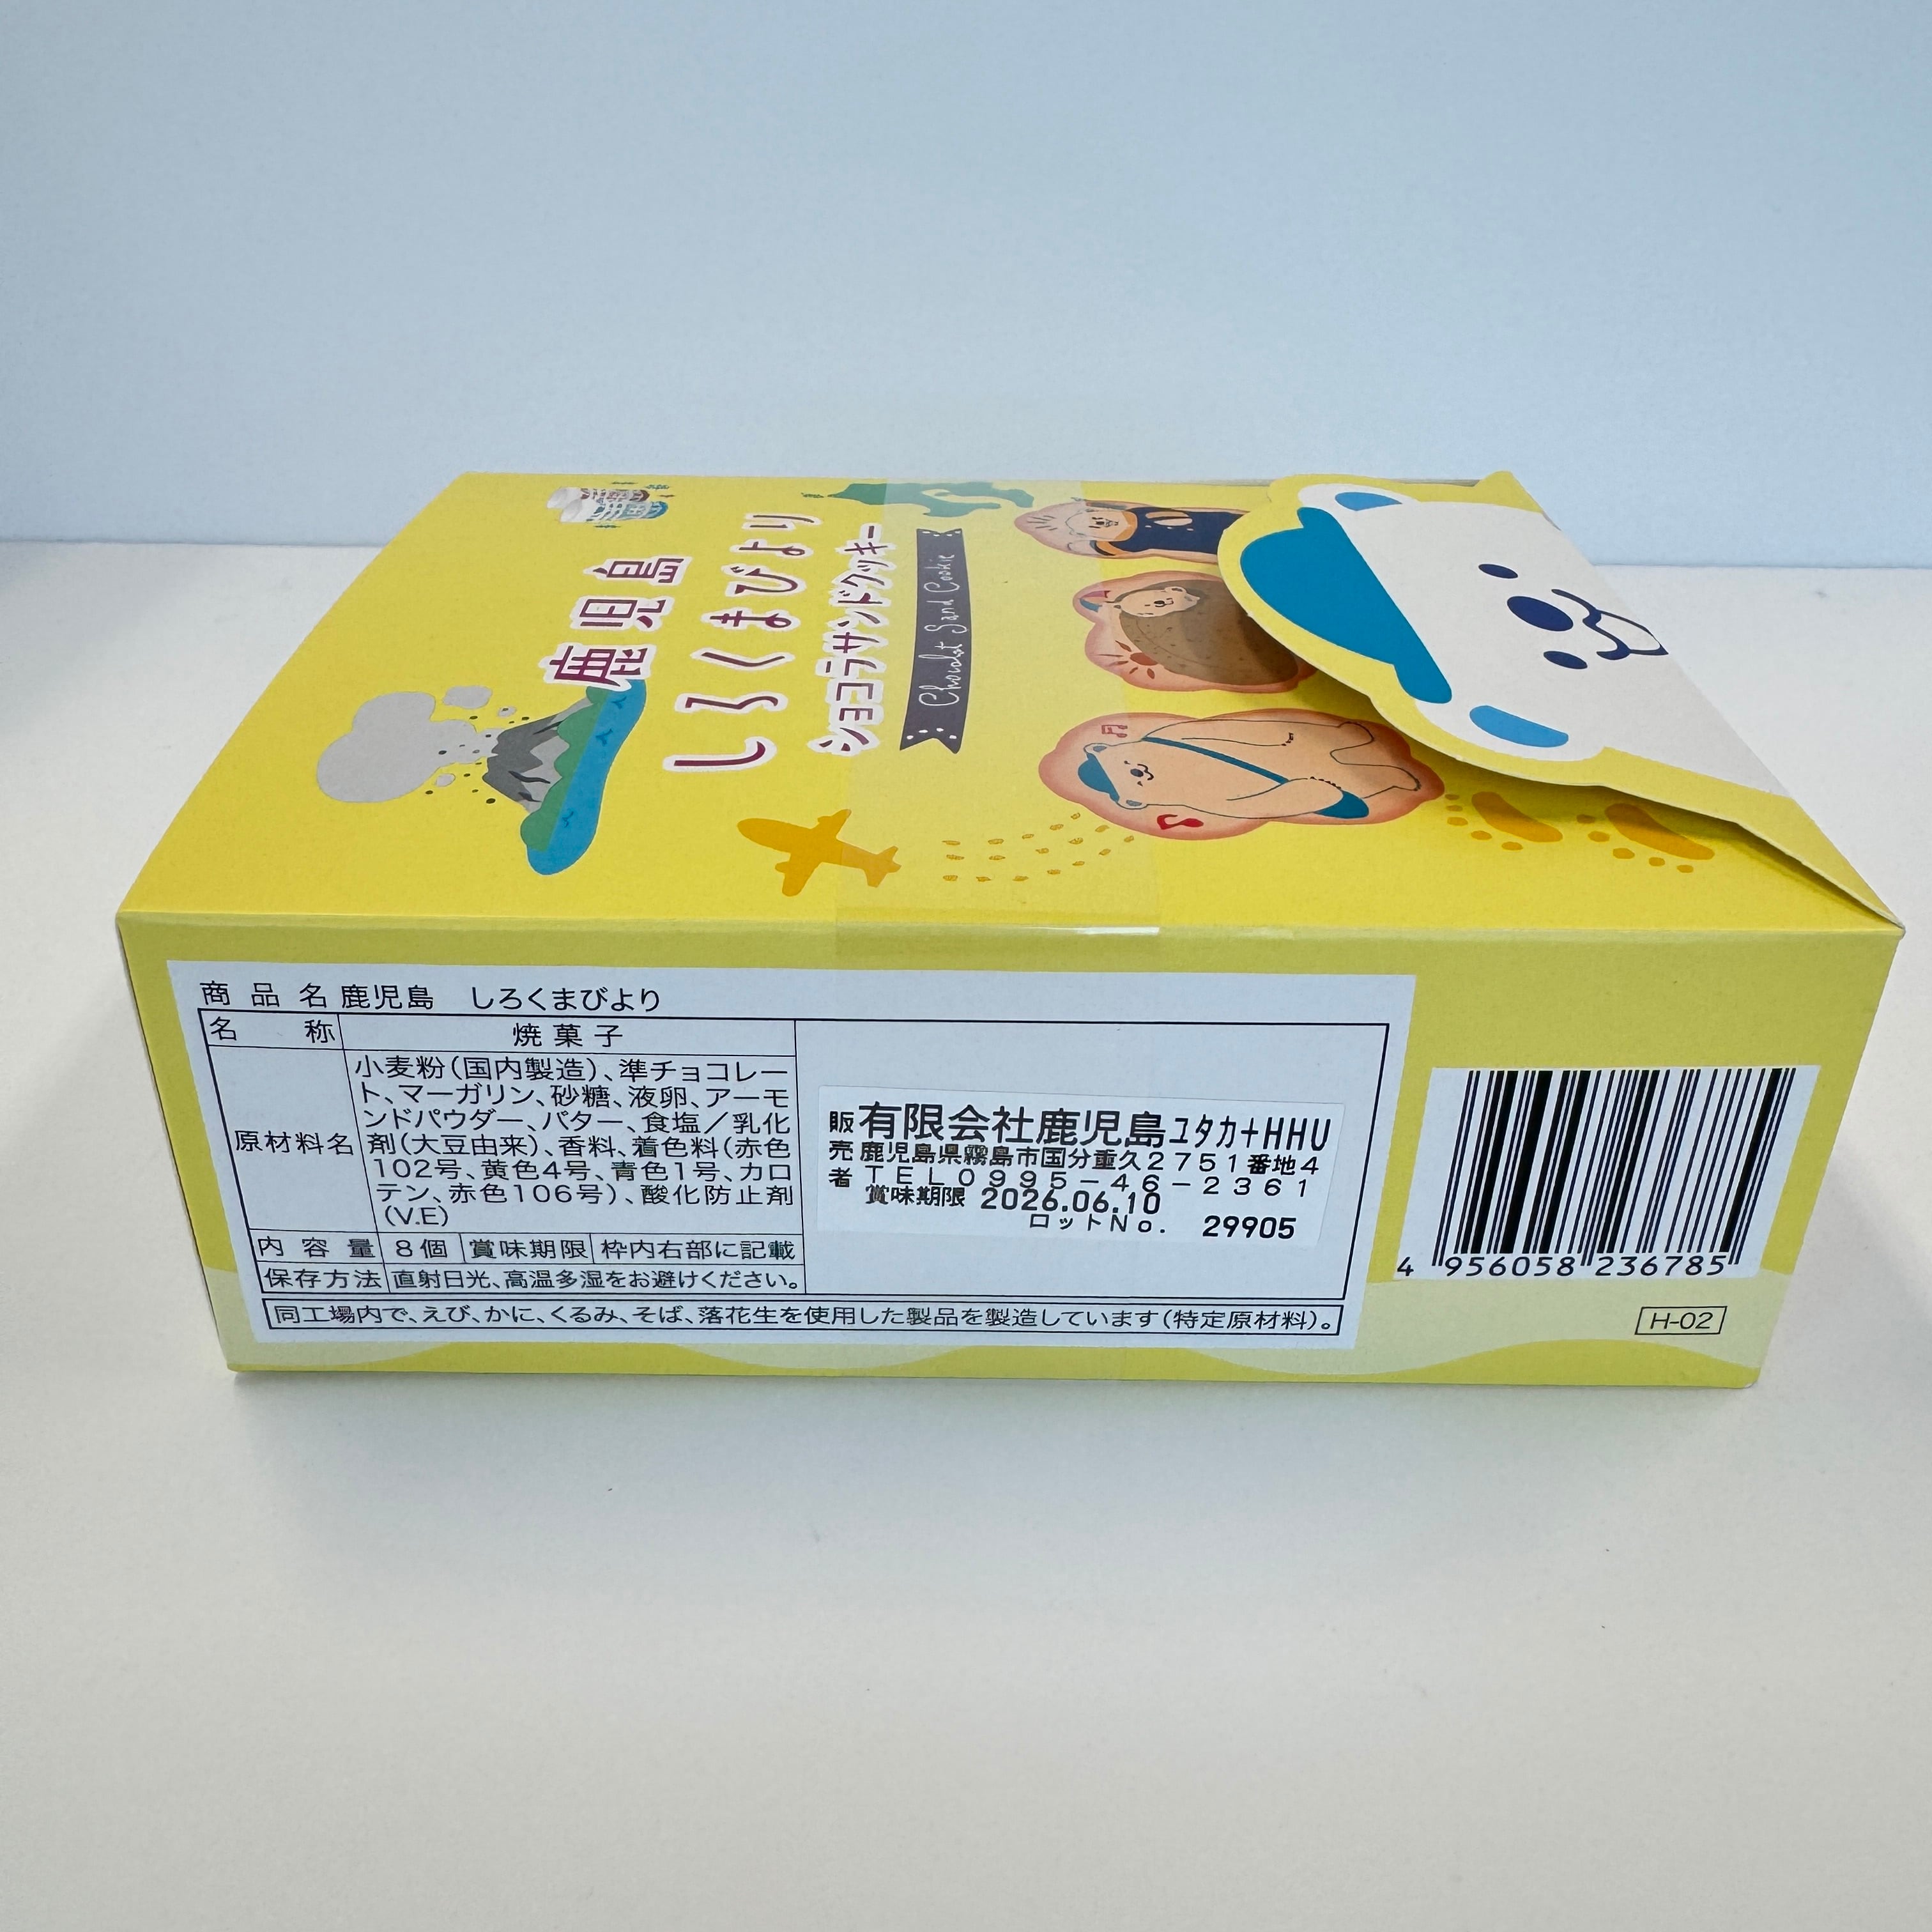 鹿児島
しろくまびより
ショコラサンドクッキー
Chocolat Sand Cookie
商品名 鹿児島 しろくまびより
名称 焼菓子
原材料名
小麦粉(国内製造)、準チョコレー
ト、マーガリン、砂糖、液卵、アーモ
ンドパウダー、バター、食塩/乳化
剤(大豆由来)、香料、着色料(赤色
102号、黄色4号、青色1号、カロ
テン、赤色106号)、酸化防止剤
(V.E)
内容量 8個 賞味期限 枠内右部に記載
保存方法 直射日光、高温多湿をお避けください。
同工場内で、えび、かに、くるみ、そば、落花生を使用した製品を製造しています(特定原材料)。
販売者
有限会社鹿児島ユタカ+HHU
鹿児島県霧島市国分重久2751番地4
TEL0995-46-2361
賞味期限 2026.06.10
ロットNo. 29905
4 956058 236785
H-02